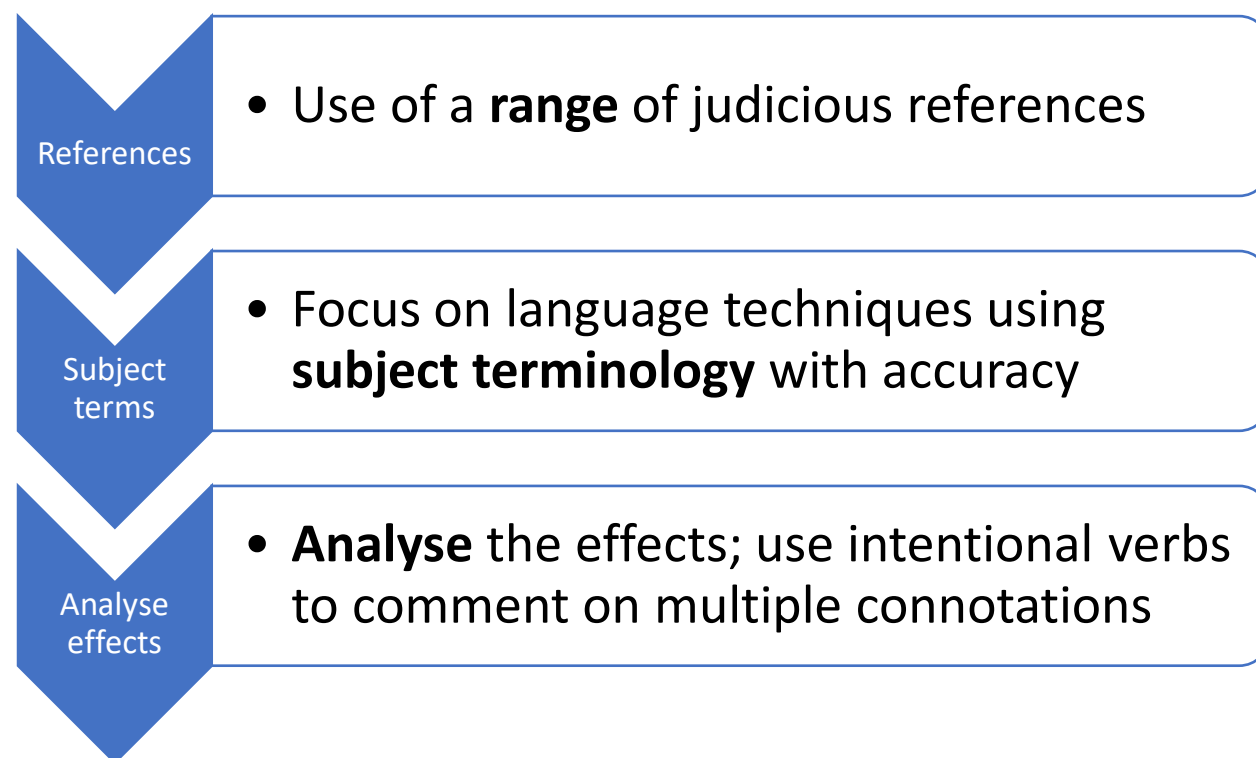 References
• Use of a range of judicious references
Subject
terms
• Focus on language techniques using
subject terminology with accuracy
Analyse
effects
• Analyse the effects; use intentional verbs
to comment on multiple connotations